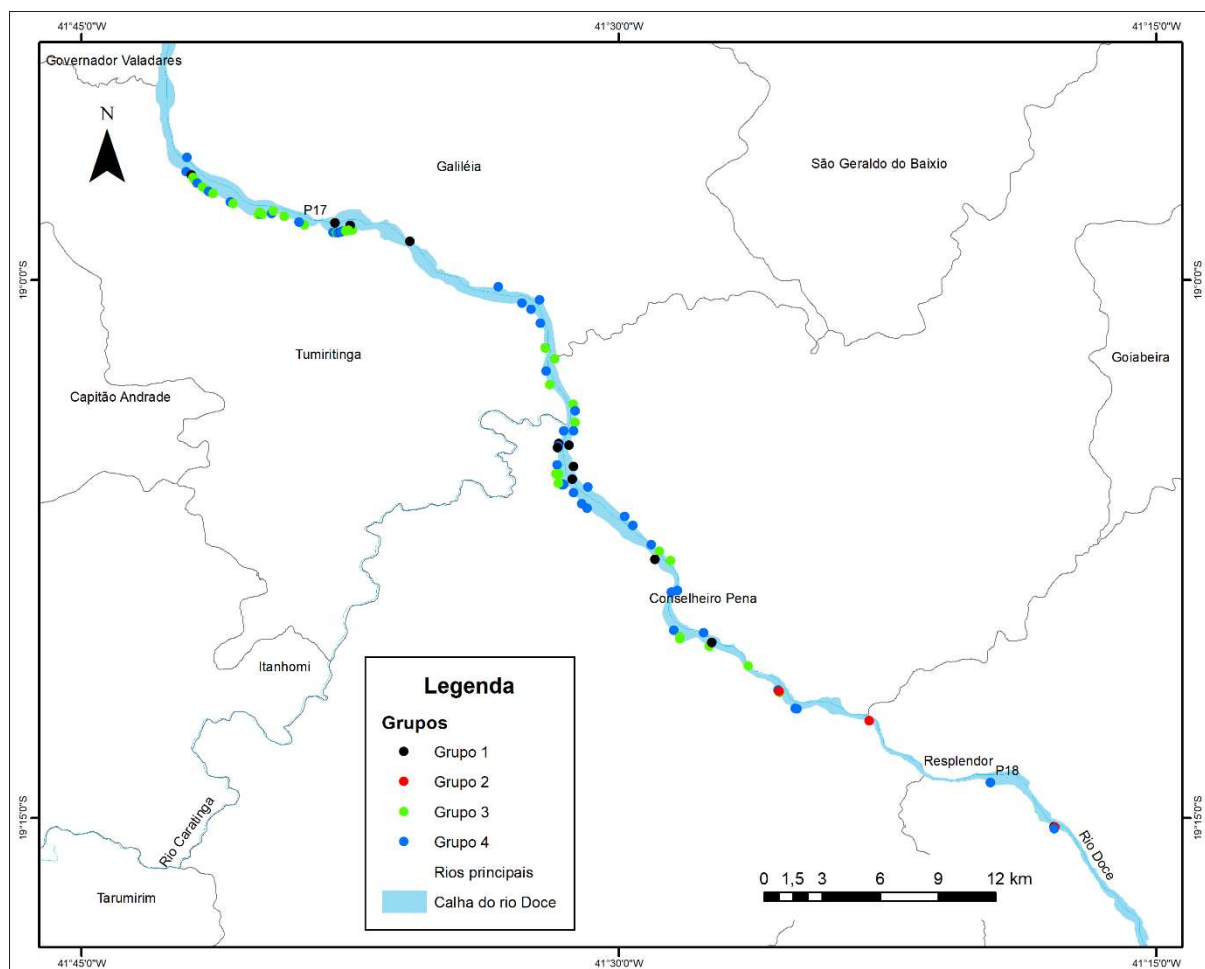 41°45'0"W
41°30'0"W
41°15'0"W
Governador Valadares
N
Galiléia
São Geraldo do Baixio
P17
19°0'0"S
19°0'0"S
Tumiritinga
Goiabeira
Capitão Andrade
Conselheiro Pena
Itanhomi
Legenda
Grupos
Grupo 1
Grupo 2
Grupo 3
Grupo 4
Rios principais
Calha do rio Doce
Resplendor
P18
Rio Caratinga
Rio Doce
19°15'0"S
19°15'0"S
0 1,5 3 6 9 12 km
Tarumirim
41°45'0"W
41°30'0"W
41°15'0"W